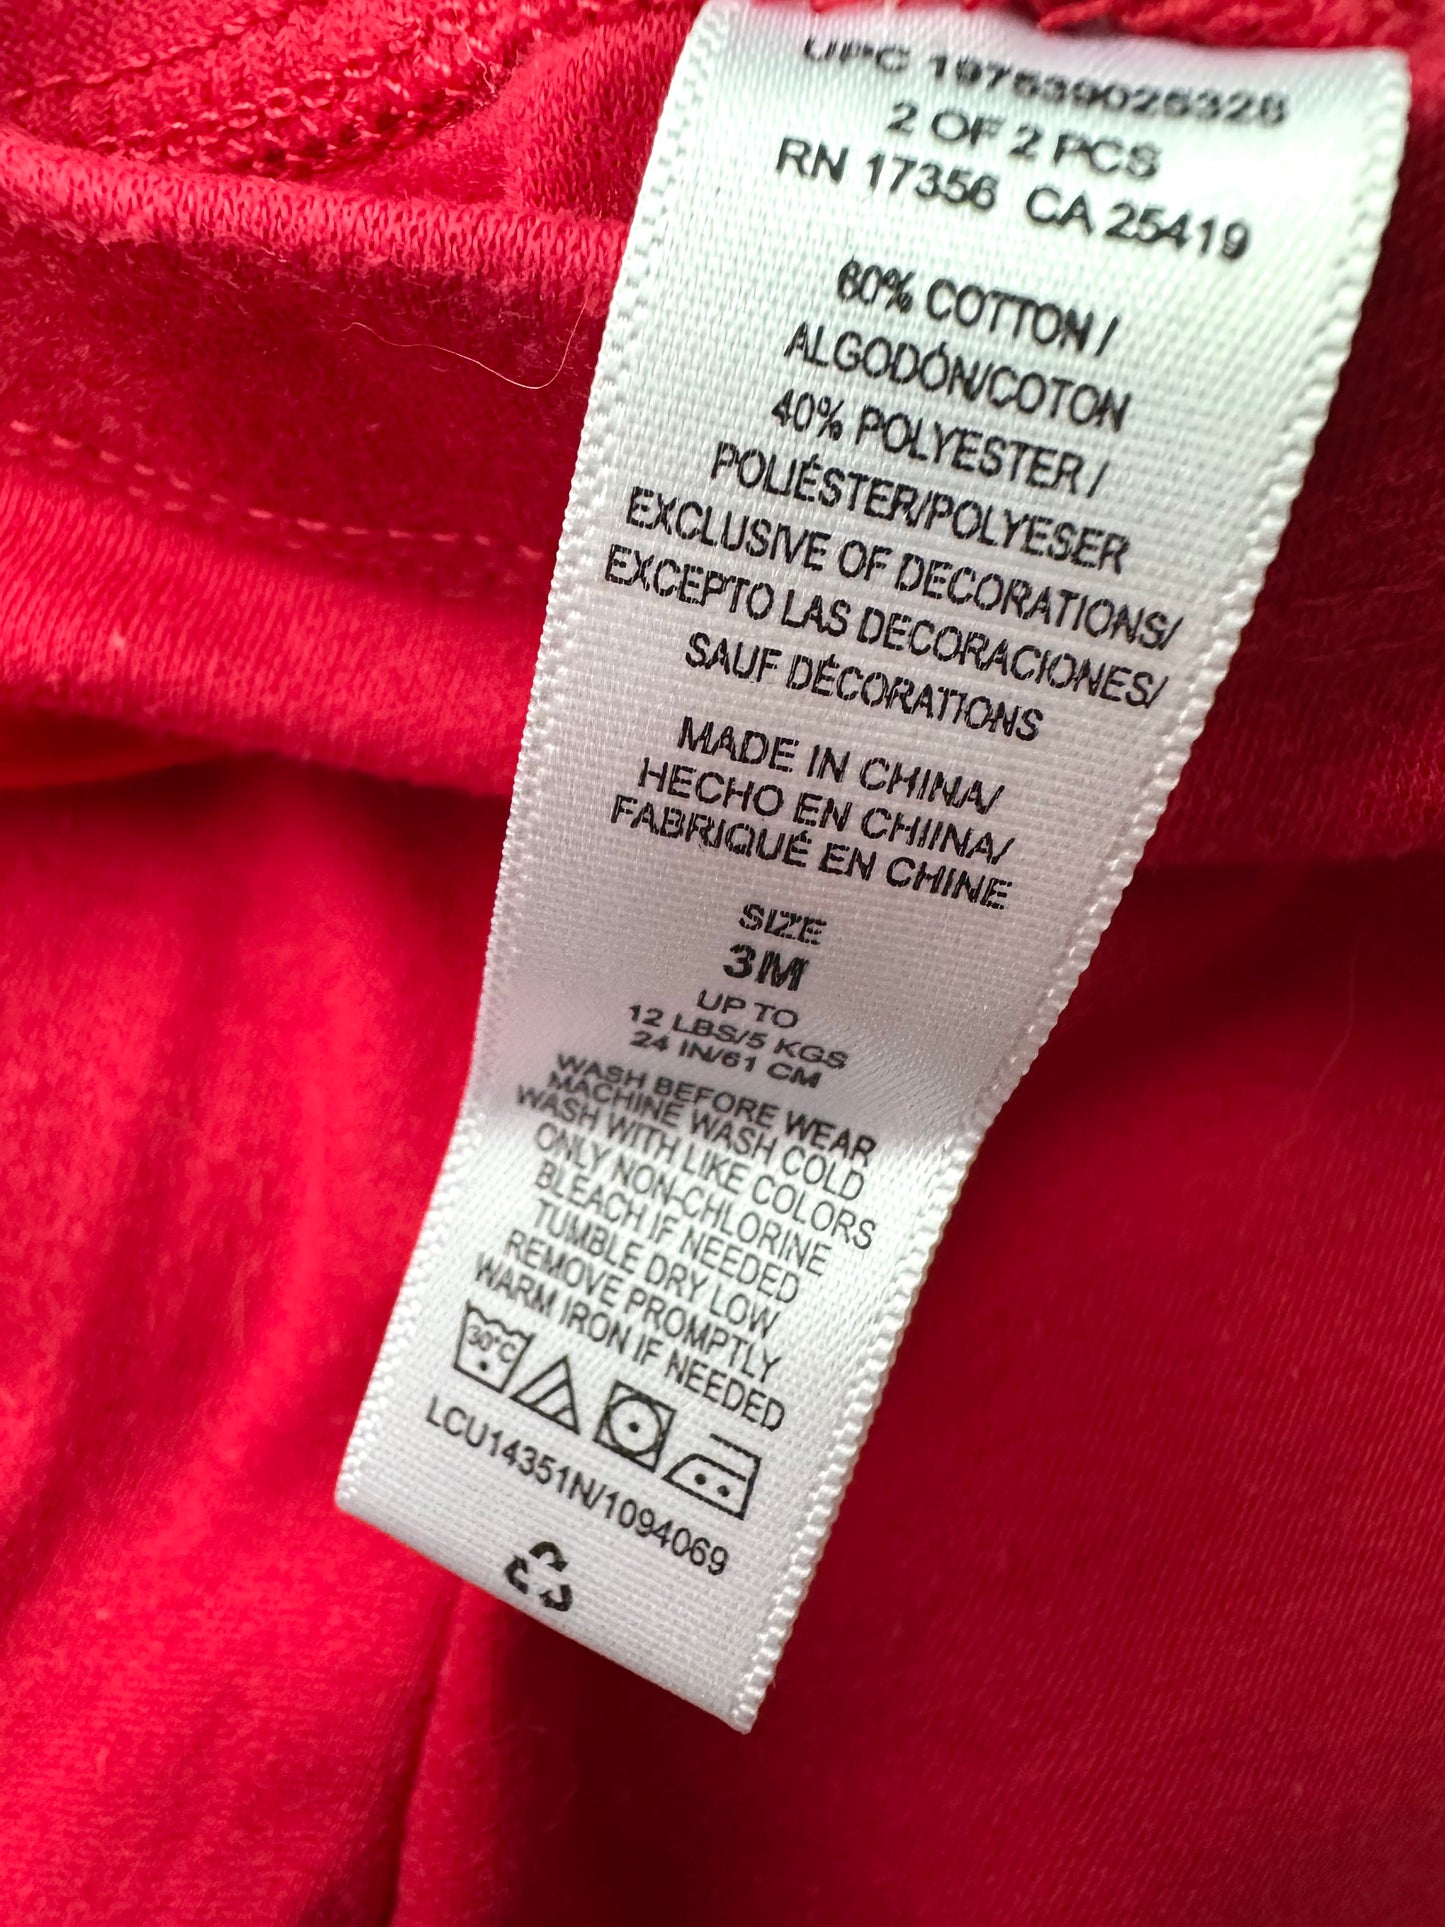 UPC 197539025328
2 OF 2 PCS
RN 17356 CA 25419
60% COTTON /
ALGODÓN/COTON
40% POLYESTER /
POLIÉSTER/POLYESER
EXCLUSIVE OF DECORATIONS/
EXCEPTO LAS DECORACIONES/
SAUF DÉCORATIONS
MADE IN CHINA/
HECHO EN CHIINA/
FABRIQUÉ EN CHINE
SIZE
3M
UP TO
12 LBS/5 KGS
24 IN/61 CM
WASH BEFORE WEAR
MACHINE WASH COLD
WASH WITH LIKE COLORS
ONLY NON-CHLORINE
BLEACH IF NEEDED
TUMBLE DRY LOW
REMOVE PROMPTLY
WARM IRON IF NEEDED
30°C
LCU14351N/1094069